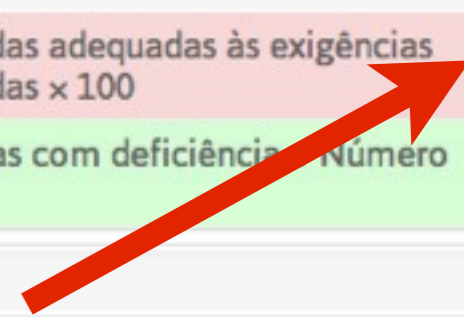 das adequadas às exigências
das × 100
as com deficiência Número